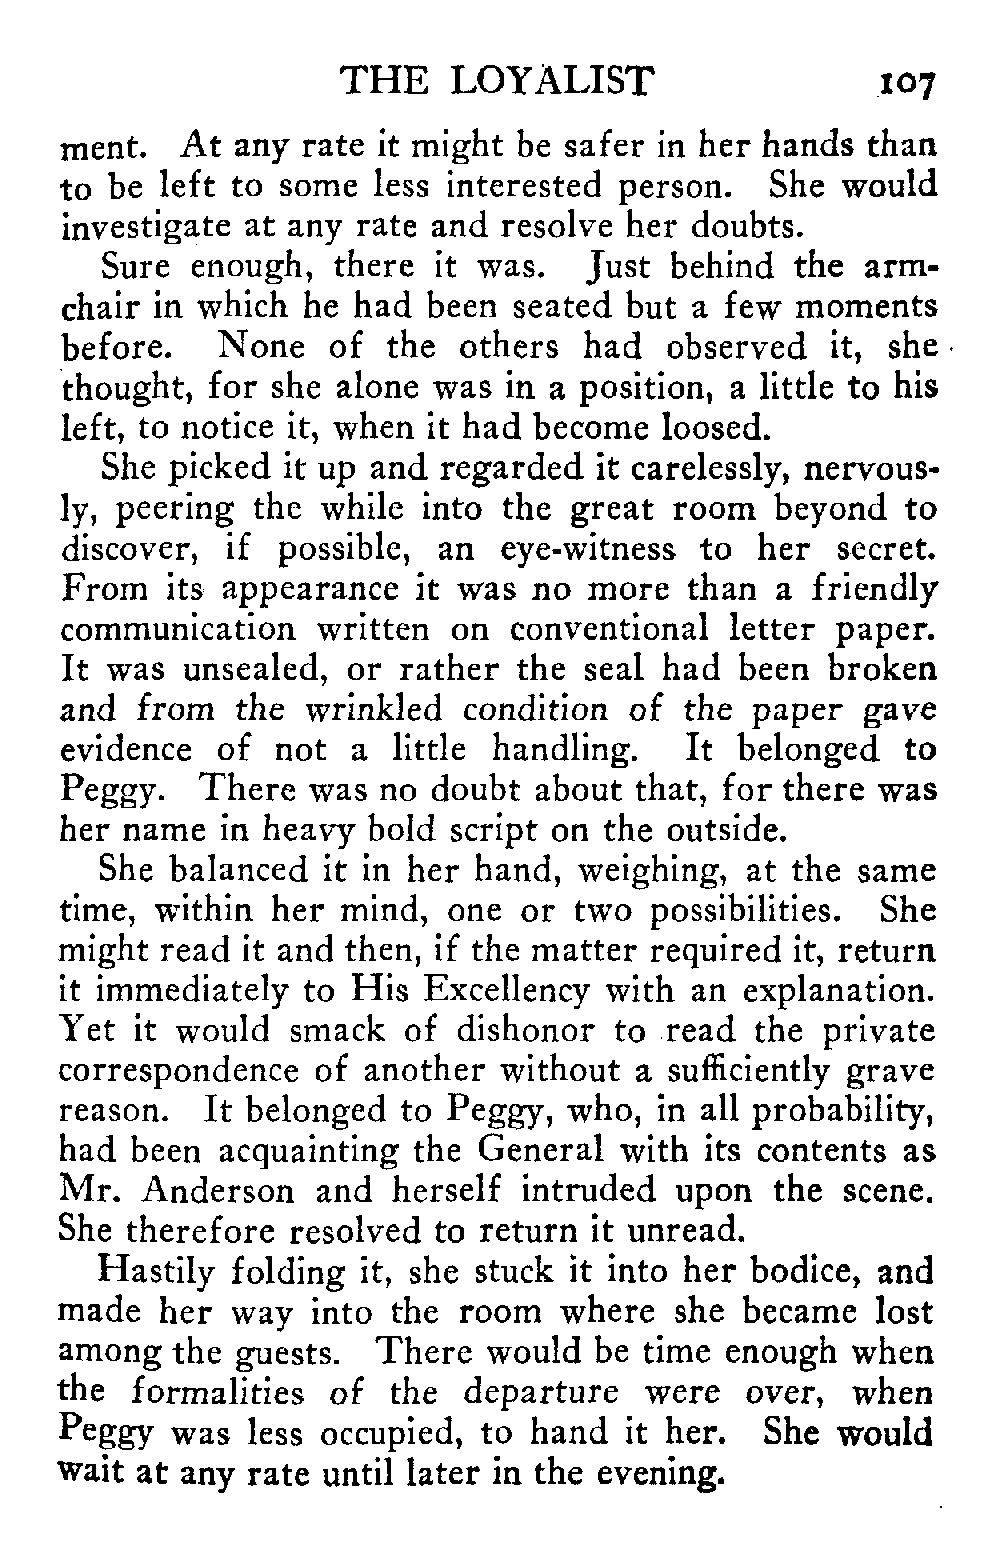 THE LOYALIST 107
ment. At any rate it might be safer in her hands than
to be left to some less interested person. She would
investigate at any rate and resolve her doubts.
Sure enough, there it was. Just behind the arm-
chair in which he had been seated but a few moments
before. None of the others had observed it, she
thought, for she alone was in a position, a little to his
left, to notice it, when it had become loosed.
She picked it up and regarded it carelessly, nervous-
ly, peering the while into the great room beyond to
discover, if possible, an eye-witness to her secret.
From its appearance it was no more than a friendly
communication written on conventional letter paper.
It was unsealed, or rather the seal had been broken
and from the wrinkled condition of the paper gave
evidence of not a little handling. It belonged to
Peggy. There was no doubt about that, for there was
her name in heavy bold script on the outside.
She balanced it in her hand, weighing, at the same
time, within her mind, one or two possibilities. She
might read it and then, if the matter required it, return
it immediately to His Excellency with an explanation.
Yet it would smack of dishonor to read the private
correspondence of another without a sufficiently grave
reason. It belonged to Peggy, who, in all probability,
had been acquainting the General with its contents as
Mr. Anderson and herself intruded upon the scene.
She therefore resolved to return it unread.
Hastily folding it, she stuck it into her bodice, and
made her way into the room where she became lost
among the guests. There would be time enough when
the formalities of the departure were over, when
Peggy was less occupied, to hand it her. She would
wait at any rate until later in the evening.